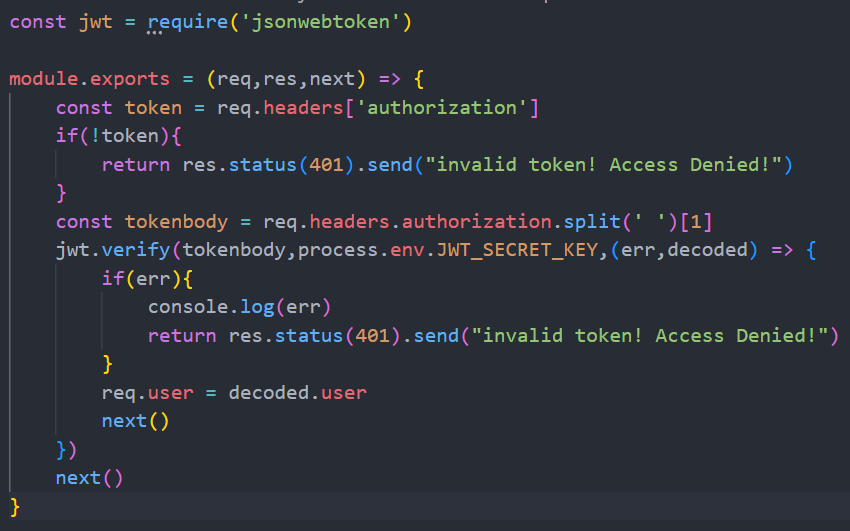 const jwt = require('jsonwebtoken')
module.exports = (req,res,next) => {
    const token = req.headers['authorization']
    if(!token){
        return res.status(401).send("invalid token! Access Denied!")
    }
    const tokenbody = req.headers.authorization.split(' ')[1]
    jwt.verify(tokenbody,process.env.JWT_SECRET_KEY,(err,decoded) => {
        if(err){
            console.log(err)
            return res.status(401).send("invalid token! Access Denied!")
        }
        req.user = decoded.user
        next()
    })
    next()
}